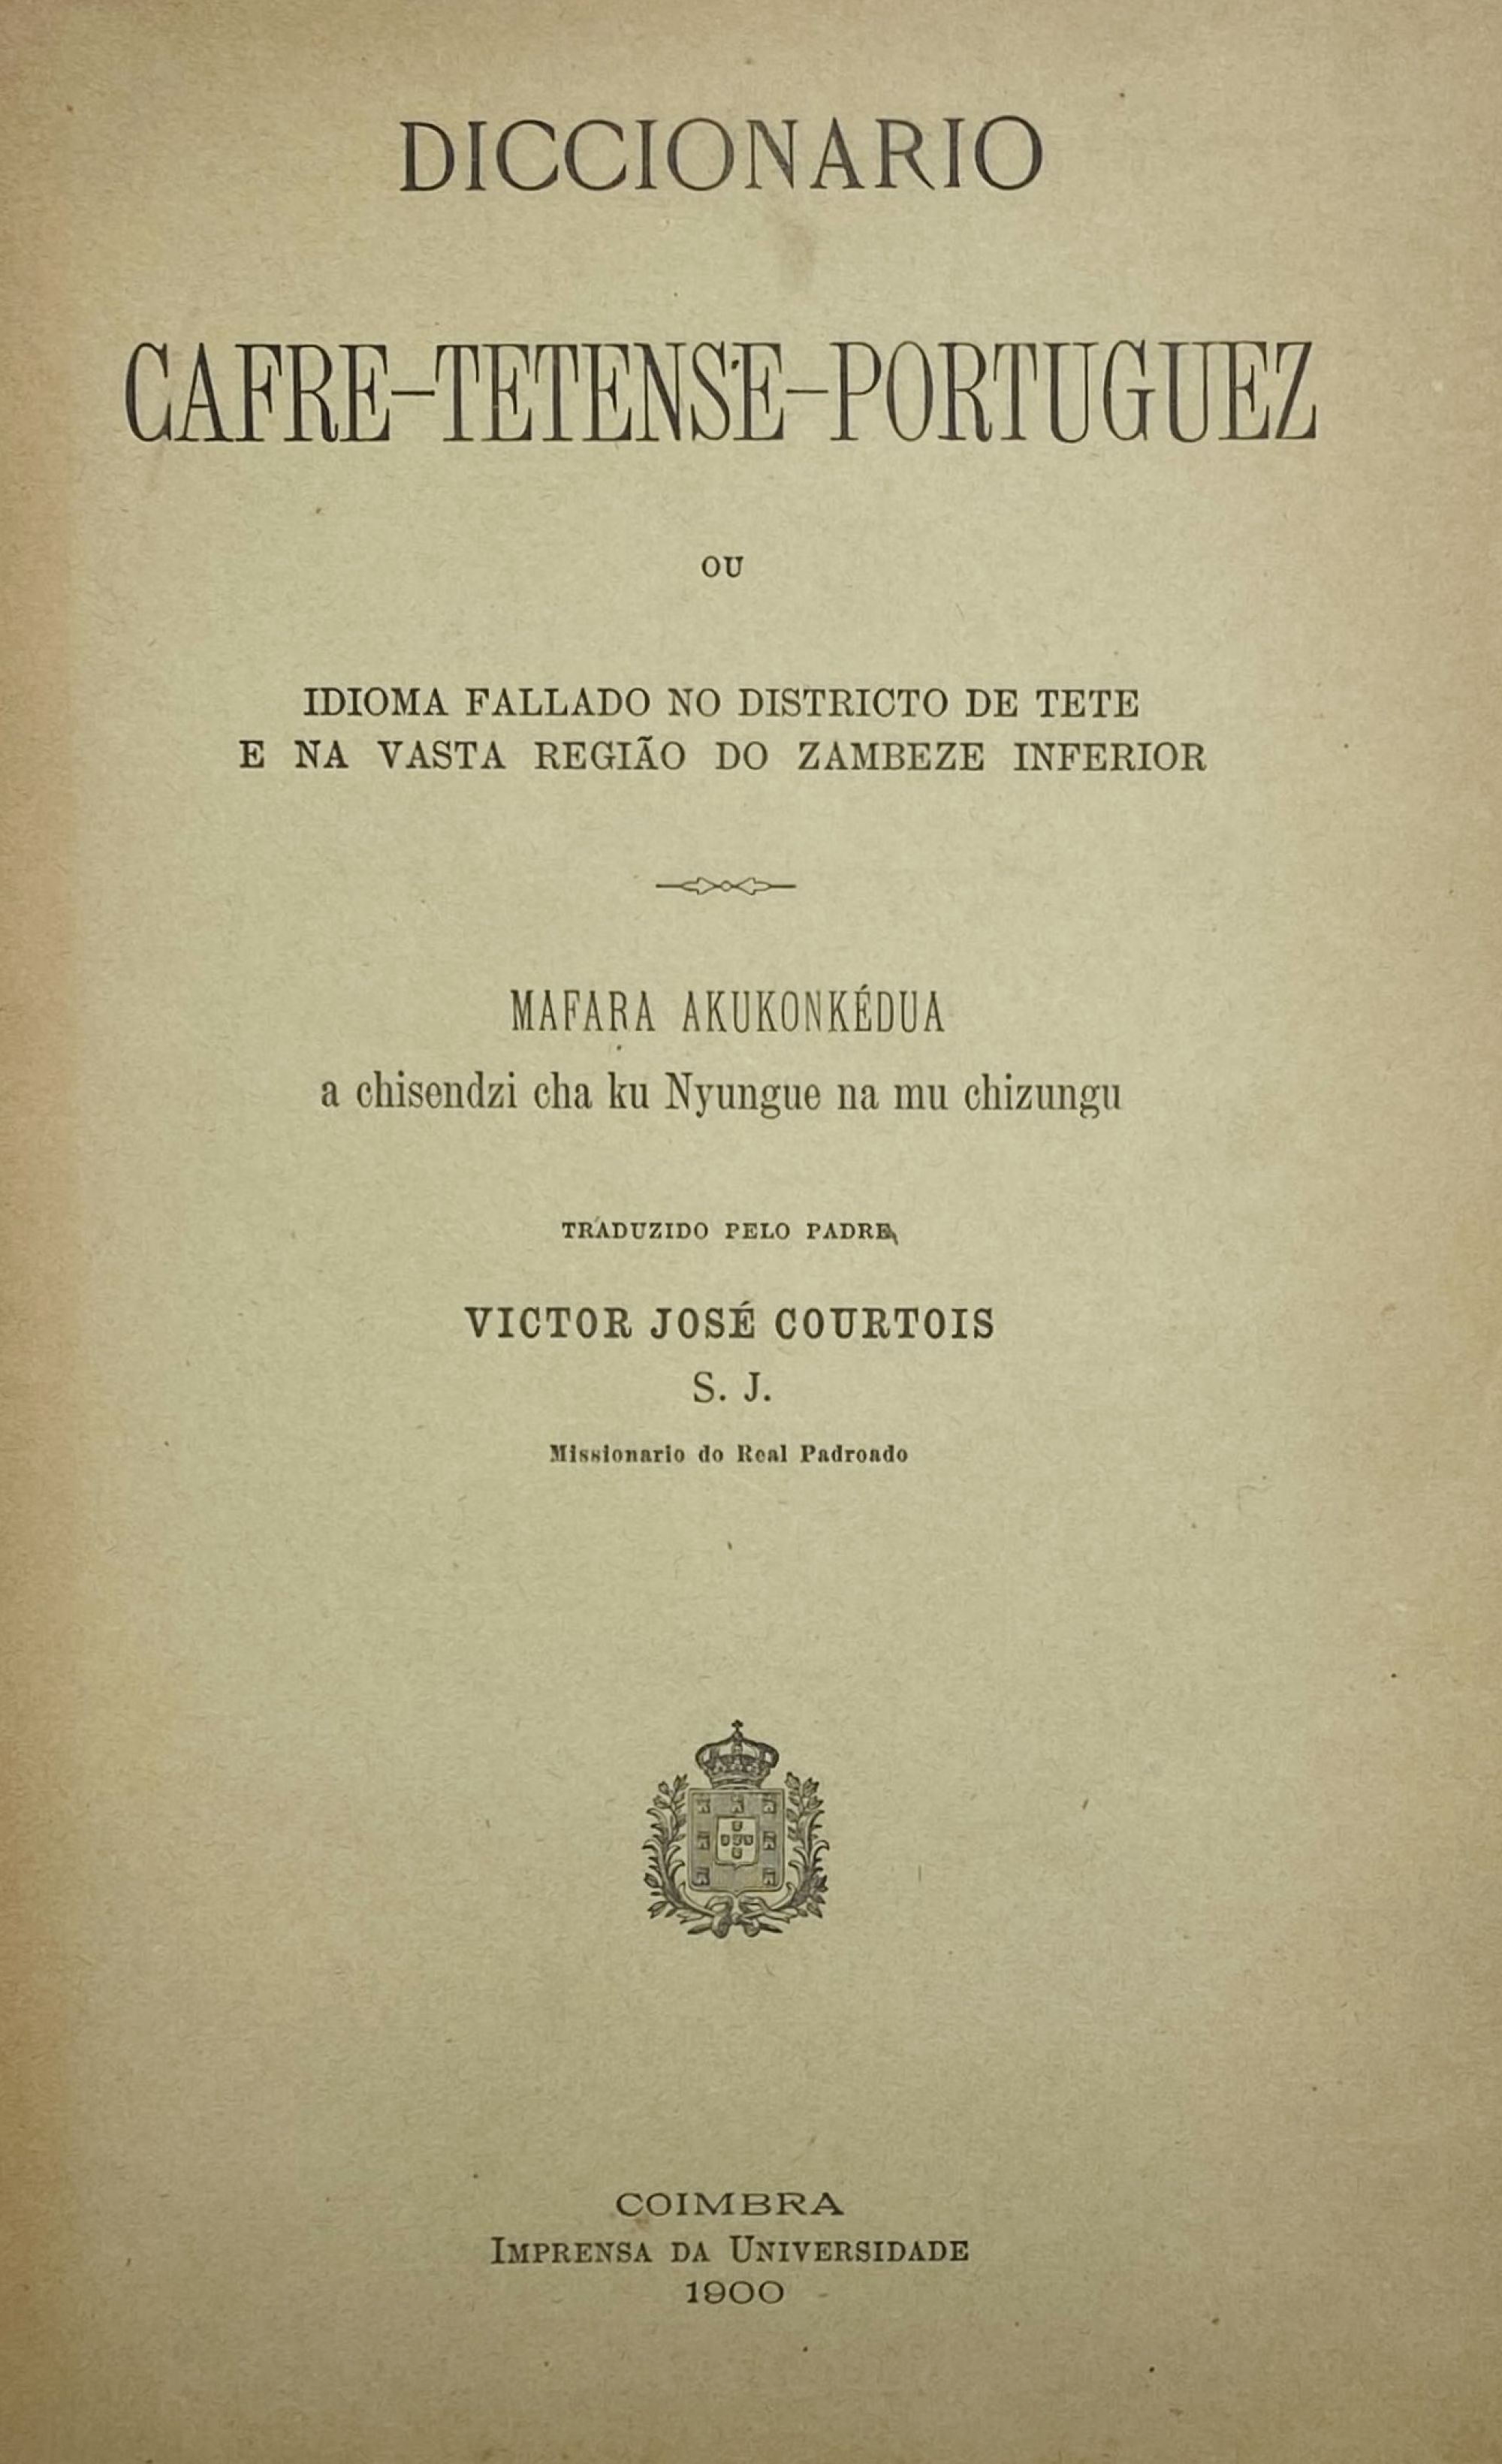 DICCIONARIO
CAFRE-TETENSE-PORTUGUEZ
OU
IDIOMA FALLADO NO DISTRICTO DE TETE
E NA VASTA REGIÃO DO ZAMBEZE INFERIOR
MAFARA AKUKONKÉDUA
a chisendzi cha ku Nyungue na mu chizungu
TRADUZIDO PELO PADRE
VICTOR JOSÉ COURTOIS
S. J.
Missionario do Real Padroado
COIMBRA
IMPRENSA DA UNIVERSIDADE
1900